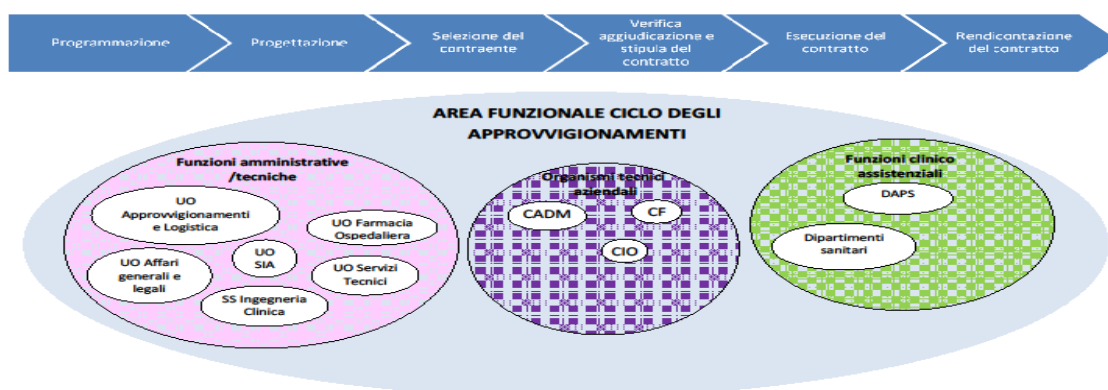 Programmazione
Progettazione
Selezione del
contraente
Verifica
aggiudicazione e
stipula del
contratto
Esecuzione del
contratto
Rendicontazione
del contratto
AREA FUNZIONALE CICLO DEGLI
APPROVVIGIONAMENTI
Funzioni amministrative
/tecniche
UO
Approvvigionamenti
e Logistica
UO Farmacia
Ospedaliera
UO
SIA
UO Affari
generali e
legali
UO Servizi
Tecnici
SS Ingegneria
Clinica
Organismi tecnici
aziendali
CADM
CF
CIO
Funzioni clinico
assistenziali
DAPS
Dipartimenti
sanitari